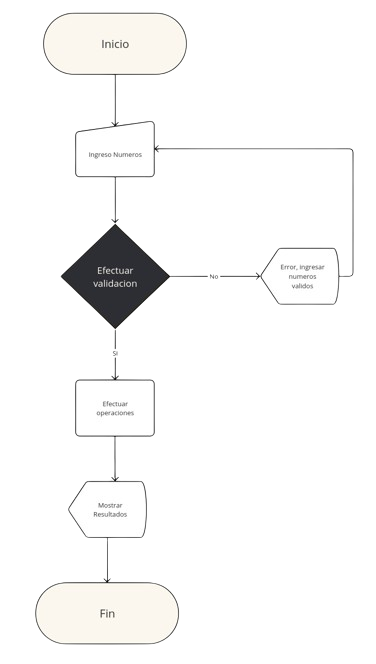 Inicio
Ingreso Numeros
Efectuar
validacion
No
Error, ingresar
numeros
validos
Si
Efectuar
operaciones
Mostrar
Resultados
Fin